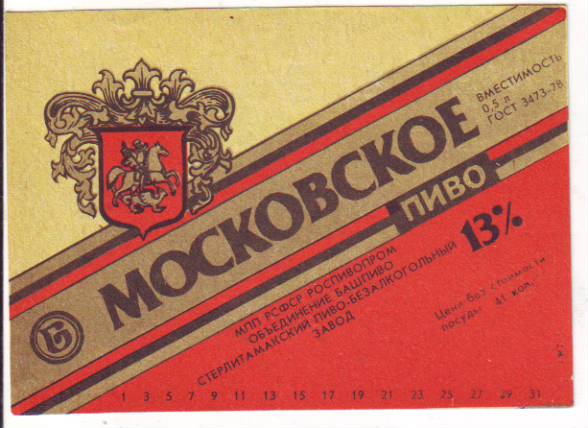 МОСКОВСКОЕ
ПИВО
ВМЕСТИМОСТЬ
0,5 л
ГОСТ 3473-78
13%
МПП РСФСР РОСПИВОПРОМ
ОБЪЕДИНЕНИЕ БАШПИВО
СТЕРЛИТАМАКСКИЙ ПИВО-БЕЗАЛКОГОЛЬНЫЙ
ЗАВОД
Цена без стоимости
посуды 41 коп.
1 3 5 7 9 11 13 15 17 19 21 23 25 27 29 31